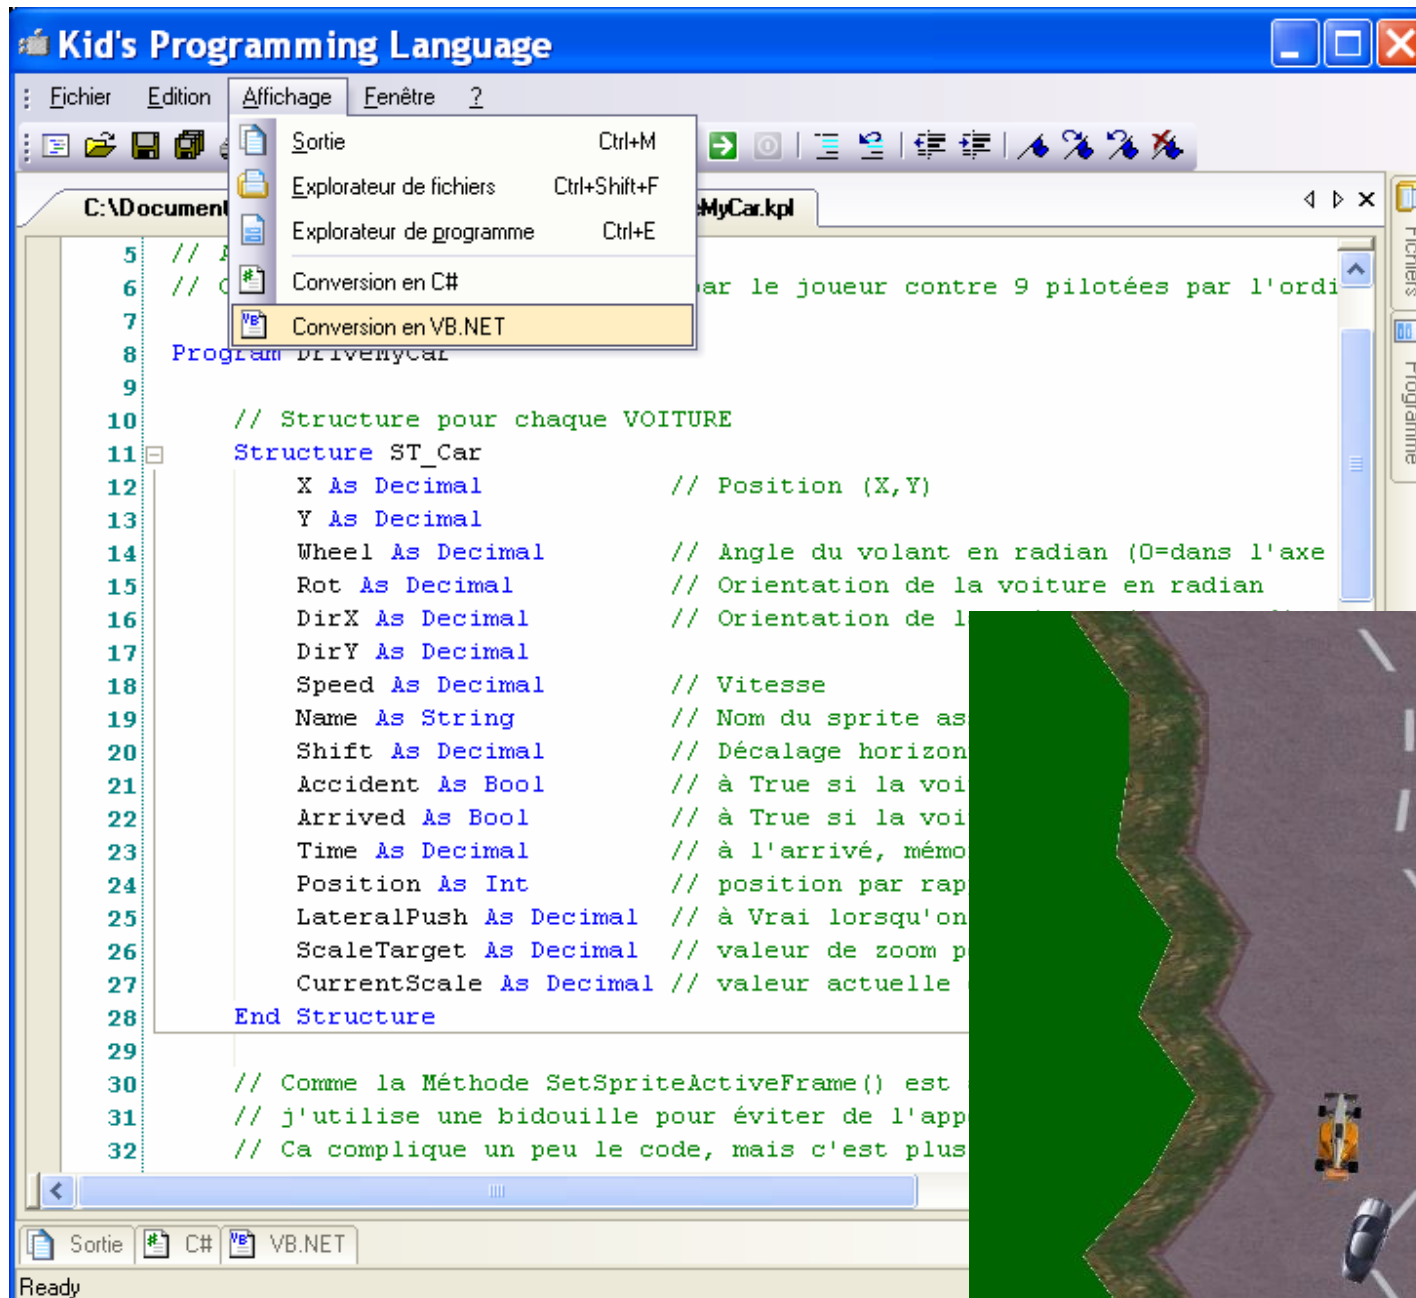 Kid's Programming Language
Fichier Edition Affichage Fenêtre ?
Sortie Ctrl+M
Explorateur de fichiers Ctrl+Shift+F
Explorateur de programme Ctrl+E
Conversion en C#
Conversion en VB.NET
C:\Document MyCar.kpl
Fichiers
Programme
5 //
6 // par le joueur contre 9 pilotées par l'ordi
7
8 Program DriveMyCar
9
10 // Structure pour chaque VOITURE
11 Structure ST_Car
12 X As Decimal // Position (X,Y)
13 Y As Decimal
14 Wheel As Decimal // Angle du volant en radian (0=dans l'axe
15 Rot As Decimal // Orientation de la voiture en radian
16 DirX As Decimal // Orientation de
17 DirY As Decimal
18 Speed As Decimal // Vitesse
19 Name As String // Nom du sprite as
20 Shift As Decimal // Décalage horizon
21 Accident As Bool // à True si la voi
22 Arrived As Bool // à True si la voi
23 Time As Decimal // à l'arrivé, mémo
24 Position As Int // position par rap
25 LateralPush As Decimal // à Vrai lorsqu'on
26 ScaleTarget As Decimal // valeur de zoom p
27 CurrentScale As Decimal // valeur actuelle
28 End Structure
29
30 // Comme la Méthode SetSpriteActiveFrame() est
31 // j'utilise une bidouille pour éviter de l'app
32 // Ca complique un peu le code, mais c'est plus
Sortie C# VB.NET
Ready